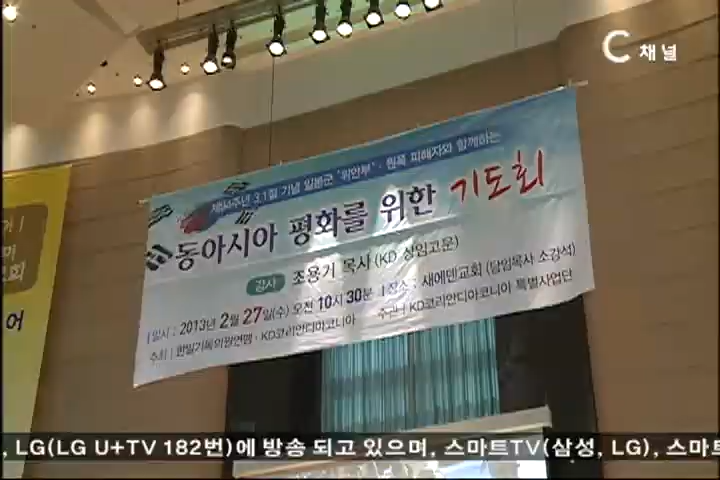 C채널
제94주년 3.1절 기념 일본군 '위안부'·원폭 피해자와 함께하는
동아시아 평화를 위한 기도회
강사 조용기 목사 (KD 상임고문)
일시 : 2013년 2월 27일(수) 오전 10시 30분 | 장소 : 새에덴교회 (담임목사 소강석)
주최 | 한일기독의원연맹·KD코리안디아코니아 주관 | KD코리안디아코니아 특별사업단
어
, LG(LG U+TV 182번)에 방송 되고 있으며, 스마트TV(삼성, LG), 스마트